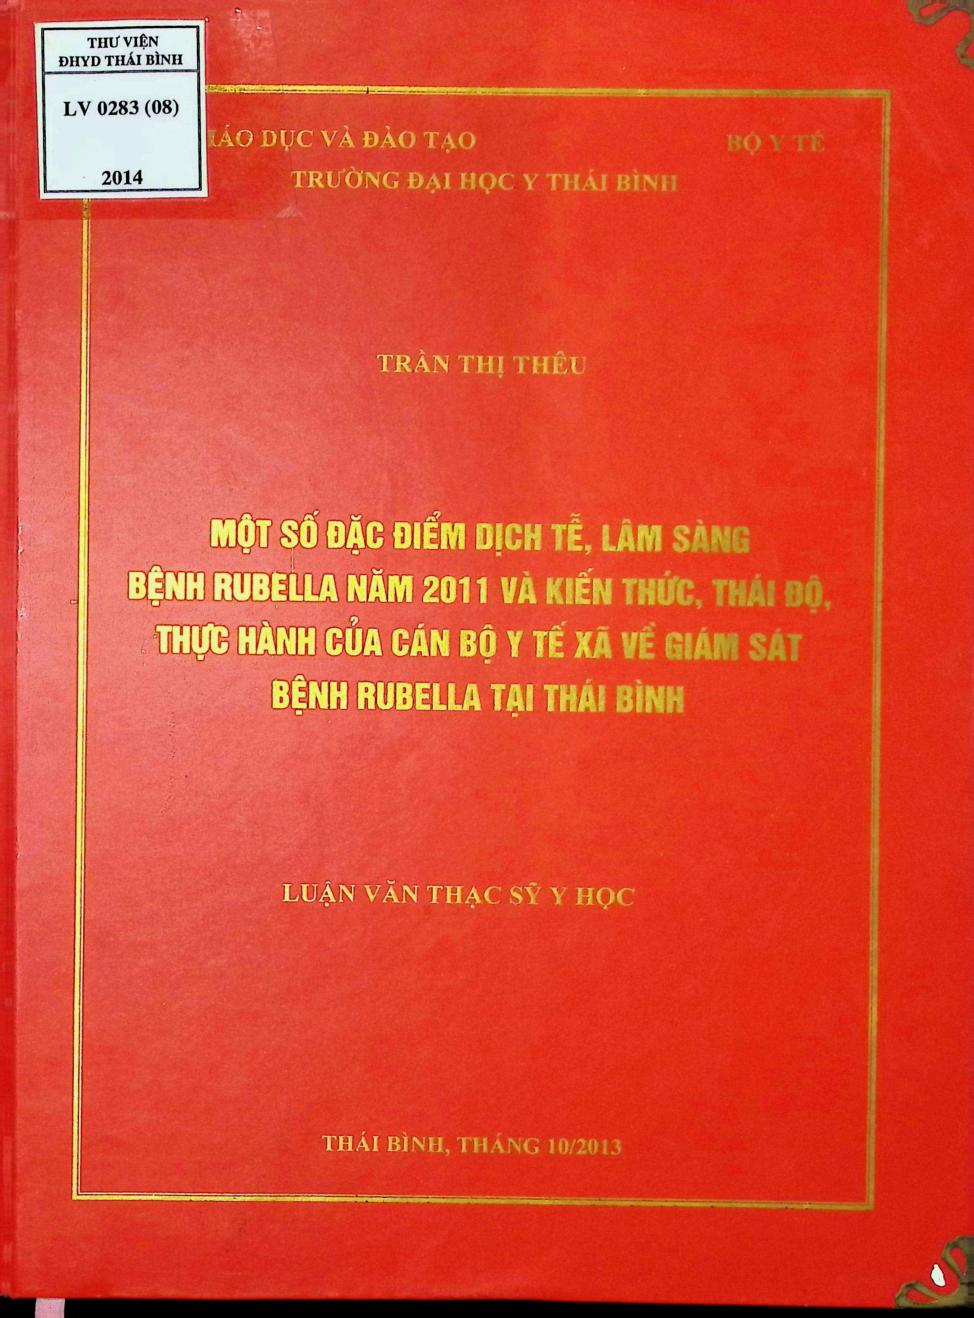 THƯ VIỆN
ĐHYD THÁI BÌNH
LV 0283 (08)
2014
DỤC VÀ ĐÀO TẠO BỘ Y TẾ
TRƯỜNG ĐẠI HỌC Y THÁI BÌNH
TRẦN THỊ THÊU
MỘT SỐ ĐẶC ĐIỂM DỊCH TỄ, LÂM SÀNG
BỆNH RUBELLA NĂM 2011 VÀ KIẾN THỨC, THÁI ĐỘ,
THỰC HÀNH CỦA CÁN BỘ Y TẾ XÃ VỀ GIÁM SÁT
BỆNH RUBELLA TẠI THÁI BÌNH
LUẬN VĂN THẠC SỸ Y HỌC
THÁI BÌNH, THÁNG 10/2013